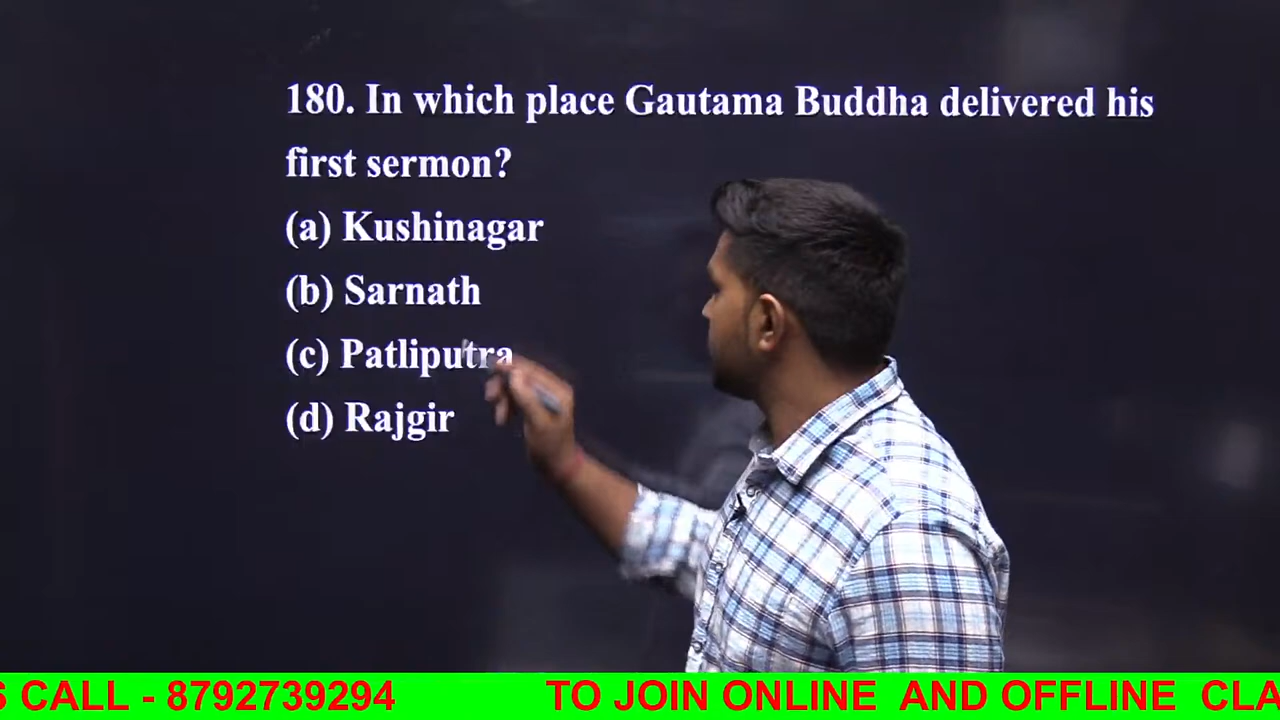 180. In which place Gautama Buddha delivered his
first sermon?
(a) Kushinagar
(b) Sarnath
(c) Patliputra
(d) Rajgir
CALL - 8792739294 TO JOIN ONLINE AND OFFLINE